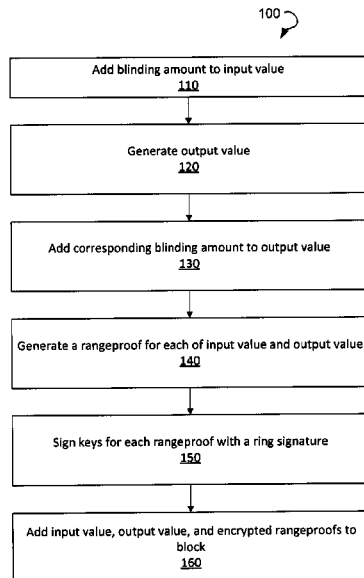 100
Add blinding amount to input value
110
Generate output value
120
Add corresponding blinding amount to output value
130
Generate a rangeproof for each of input value and output value
140
Sign keys for each rangeproof with a ring signature
150
Add input value, output value, and encrypted rangeproofs to
block
160